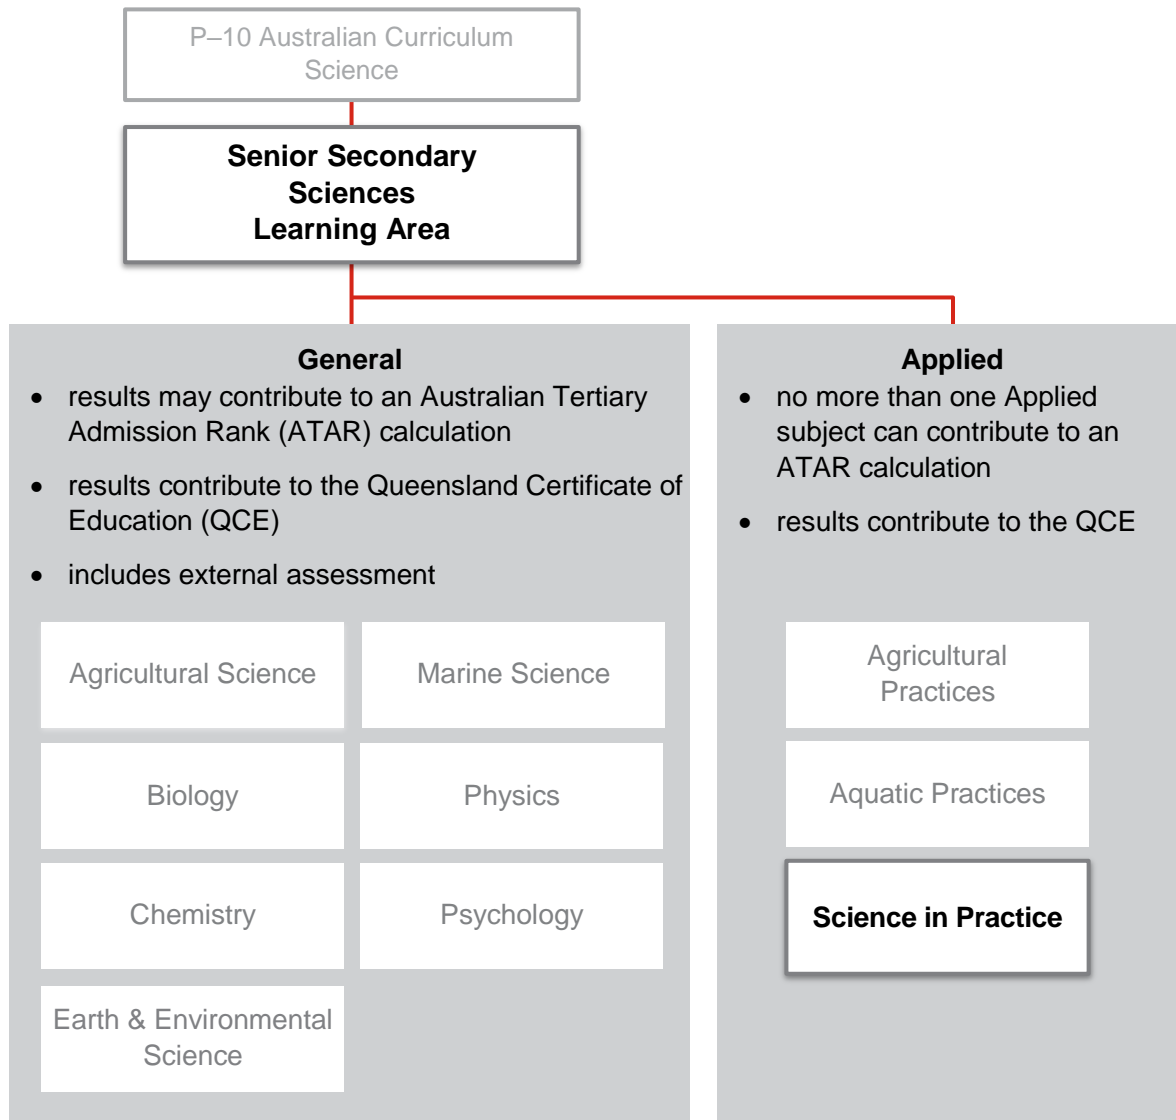 P–10 Australian Curriculum
Science
Senior Secondary
Sciences
Learning Area
General
• results may contribute to an Australian Tertiary
Admission Rank (ATAR) calculation
• results contribute to the Queensland Certificate of
Education (QCE)
• includes external assessment
Agricultural Science
Marine Science
Biology
Physics
Chemistry
Psychology
Earth & Environmental
Science
Applied
• no more than one Applied
subject can contribute to an
ATAR calculation
• results contribute to the QCE
Agricultural
Practices
Aquatic Practices
Science in Practice